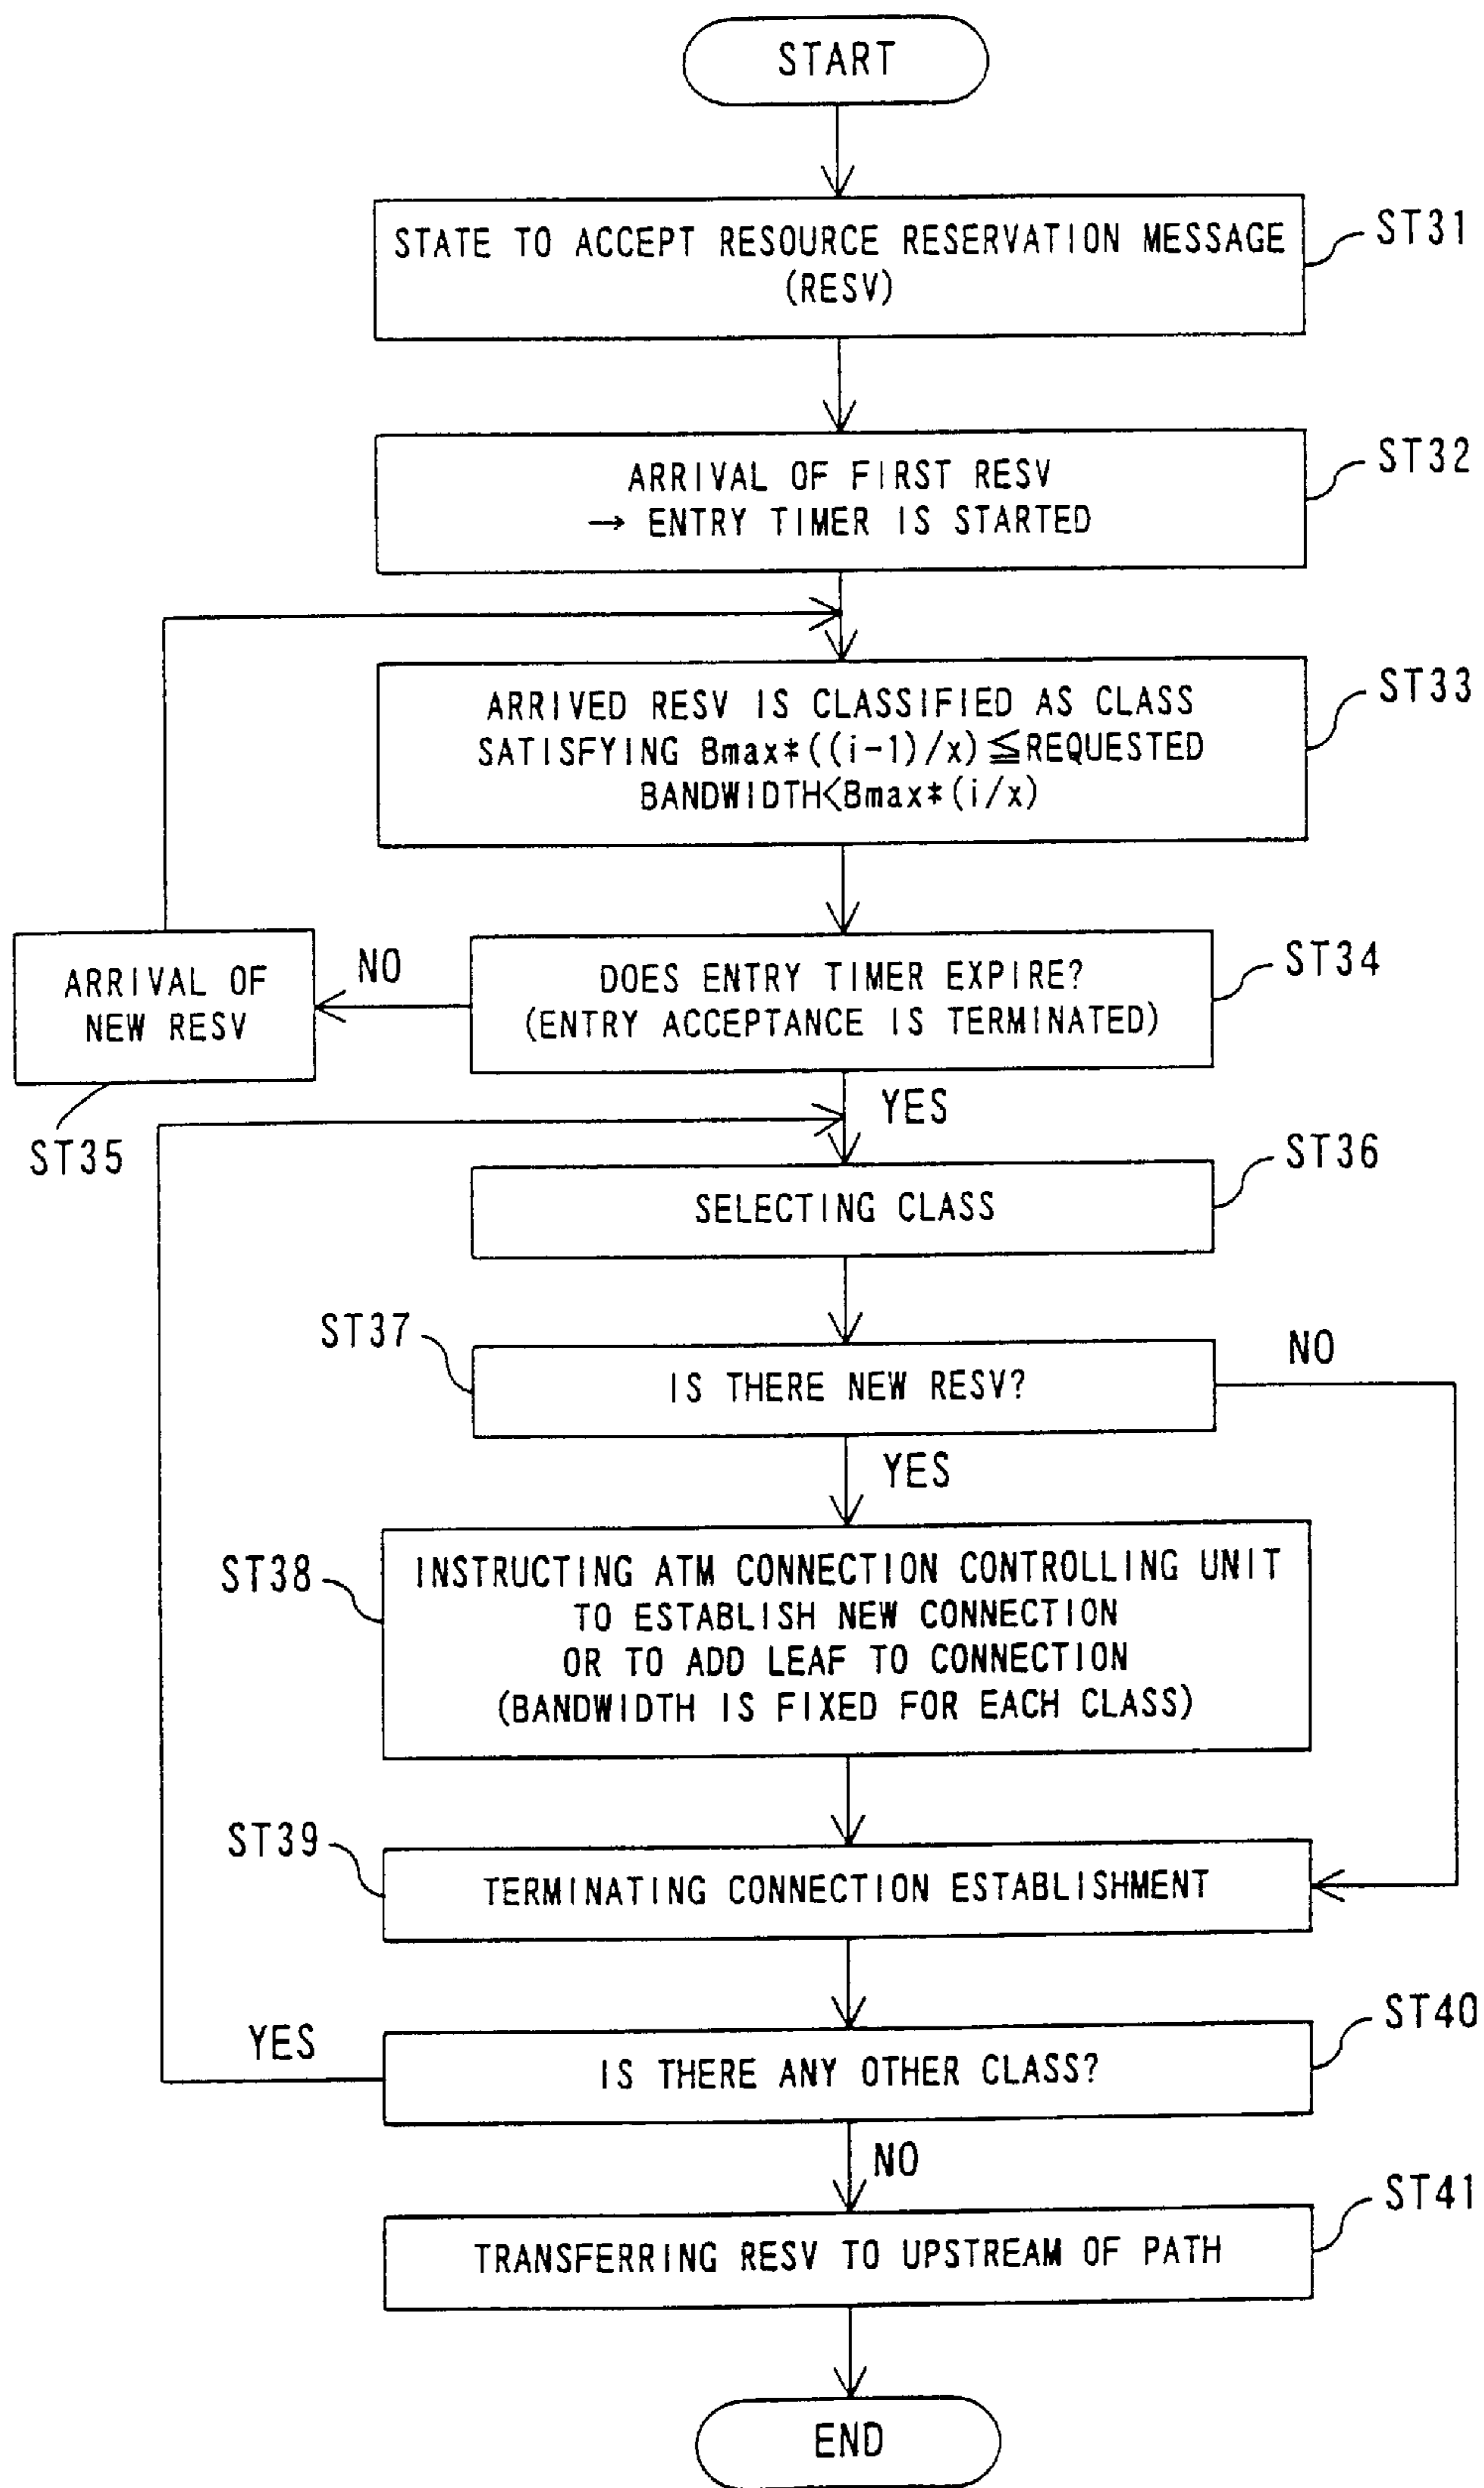 START
STATE TO ACCEPT RESOURCE RESERVATION MESSAGE
(RESV)
ST31
ARRIVAL OF FIRST RESV
→ ENTRY TIMER IS STARTED
ST32
ARRIVED RESV IS CLASSIFIED AS CLASS
SATISFYING Bmax*((i-1)/x)≦REQUESTED
BANDWIDTH<Bmax*(i/x)
ST33
DOES ENTRY TIMER EXPIRE?
(ENTRY ACCEPTANCE IS TERMINATED)
ST34
NO
ARRIVAL OF
NEW RESV
ST35
YES
SELECTING CLASS
ST36
ST37
IS THERE NEW RESV?
NO
YES
ST38
INSTRUCTING ATM CONNECTION CONTROLLING UNIT
TO ESTABLISH NEW CONNECTION
OR TO ADD LEAF TO CONNECTION
(BANDWIDTH IS FIXED FOR EACH CLASS)
ST39
TERMINATING CONNECTION ESTABLISHMENT
YES
IS THERE ANY OTHER CLASS?
ST40
NO
TRANSFERRING RESV TO UPSTREAM OF PATH
ST41
END